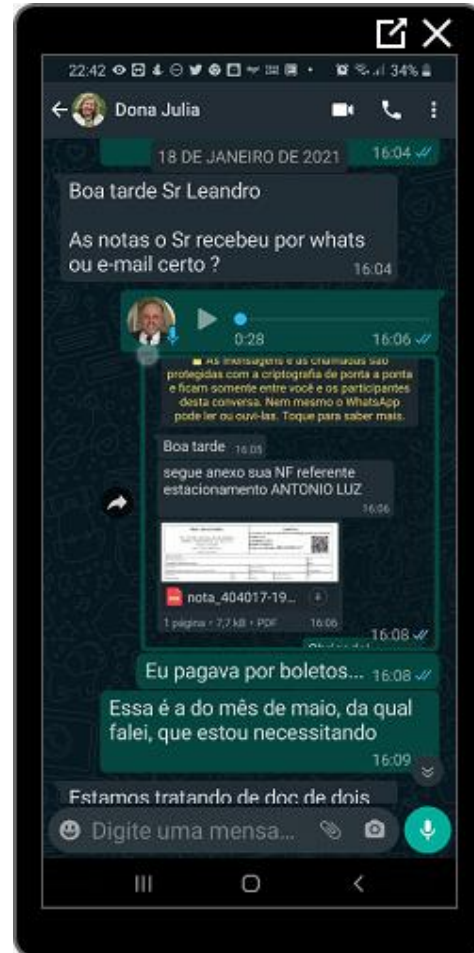 22:42 34%
Dona Julia
16:04
18 DE JANEIRO DE 2021
Boa tarde Sr Leandro
As notas o Sr recebeu por whats
ou e-mail certo ?
16:04
0:28 16:06
As mensagens e as chamadas são
protegidas com a criptografia de ponta a ponta
e ficam somente entre você e os participantes
desta conversa. Nem mesmo o WhatsApp
pode ler ou ouvi-las. Toque para saber mais.
Boa tarde 16:05
segue anexo sua NF referente
estacionamento ANTONIO LUZ
16:06
nota_404017-19...
1 página • 7,7 kB • PDF 16:06
16:08
Eu pagava por boletos... 16:08
Essa é a do mês de maio, da qual
falei, que estou necessitando
16:09
Estamos tratando de doc de dois
Digite uma mensa...